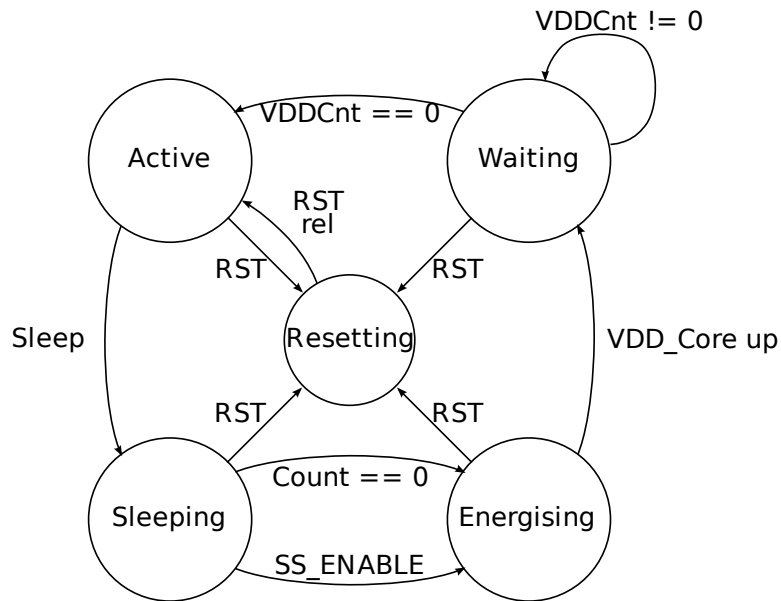 VDDCnt != 0
VDDCnt == 0
Active
Waiting
RST
rel
RST
RST
Sleep
Resetting
VDD_Core up
RST
RST
Count == 0
Sleeping
Energising
SS_ENABLE